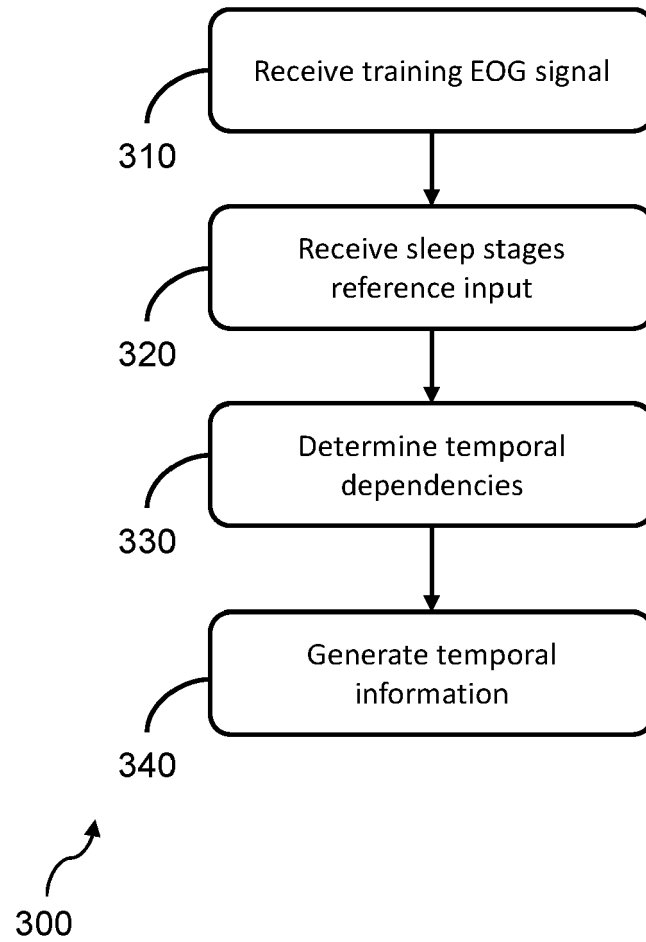 Receive training EOG signal
310
Receive sleep stages
reference input
320
Determine temporal
dependencies
330
Generate temporal
information
340
300